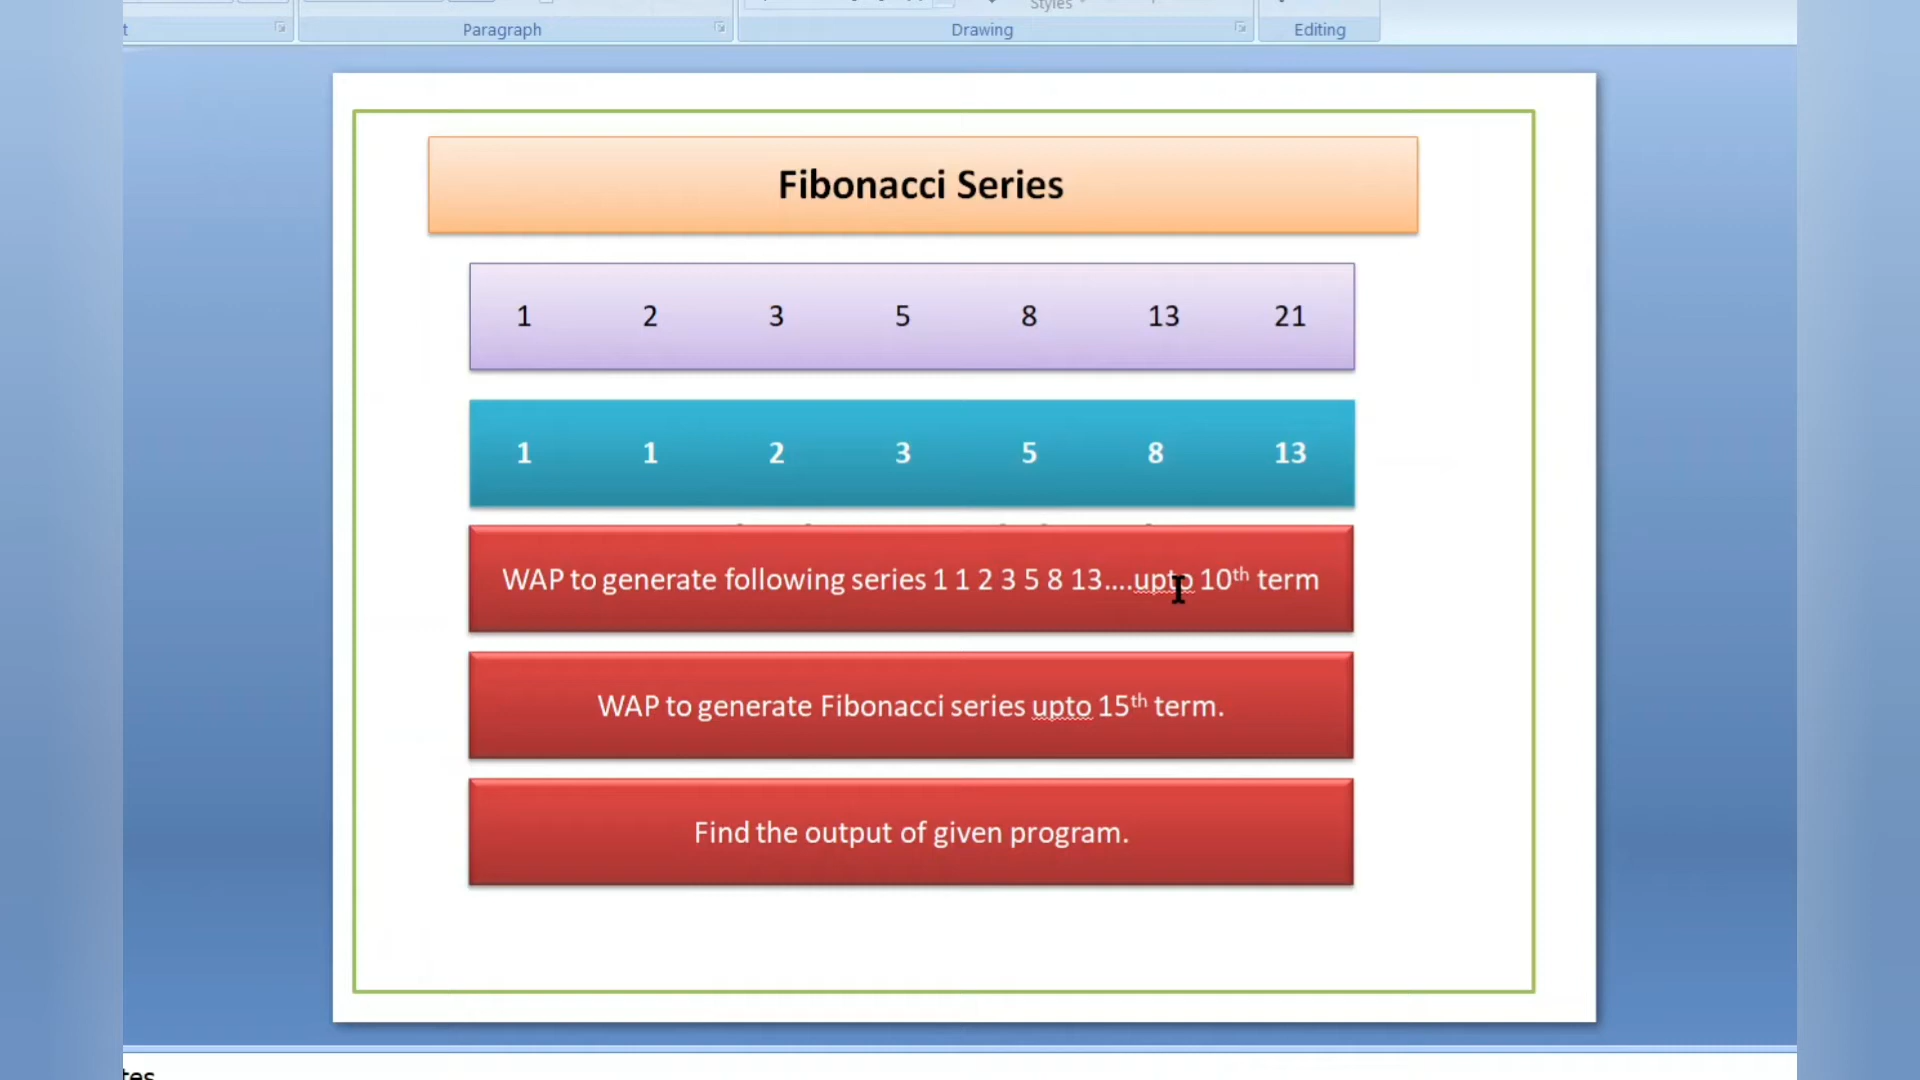 Styles
Paragraph Drawing Editing
Fibonacci Series
1 2 3 5 8 13 21
1 1 2 3 5 8 13
WAP to generate following series 1 1 2 3 5 8 13....upto 10th term
WAP to generate Fibonacci series upto 15th term.
Find the output of given program.